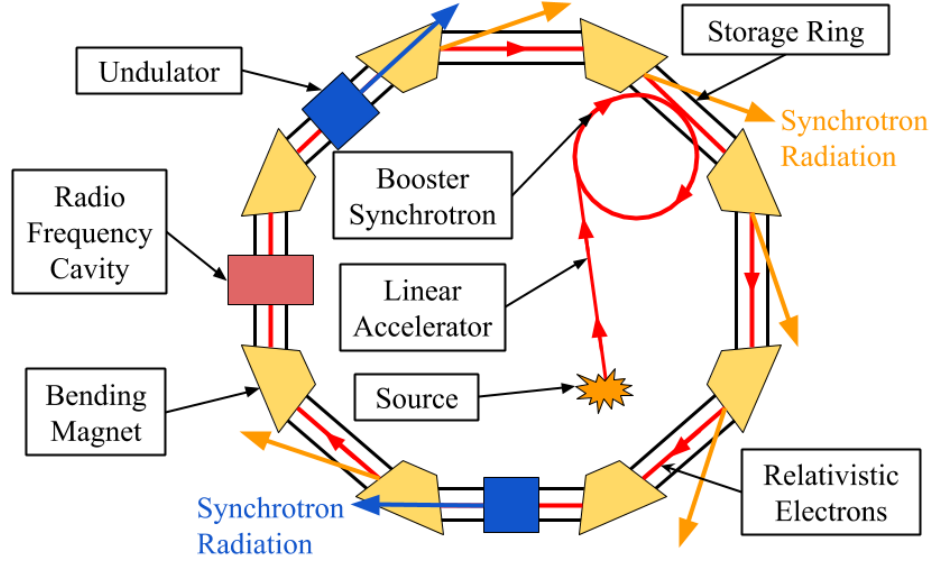 Storage Ring
Undulator
Synchrotron
Radiation
Booster
Synchrotron
Radio
Frequency
Cavity
Linear
Accelerator
Bending
Magnet
Source
Relativistic
Electrons
Synchrotron
Radiation